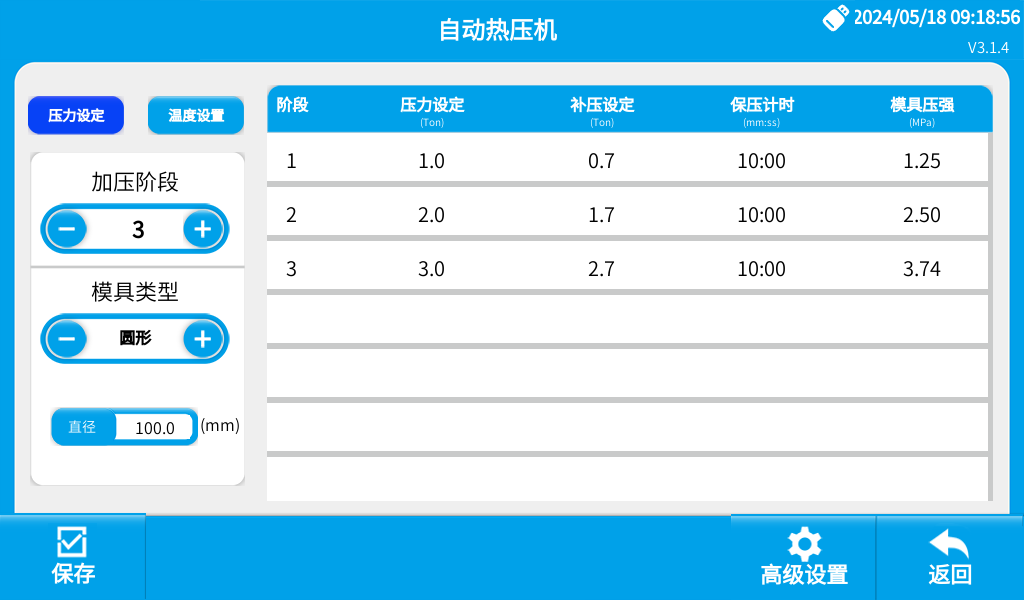 自动热压机
2024/05/18 09:18:56
V3.1.4
压力设定 温度设置
加压阶段
3
模具类型
圆形
直径 100.0 (mm)
阶段 压力设定 补压设定 保压计时 模具压强
(Ton) (Ton) (mm:ss) (MPa)
1 1.0 0.7 10:00 1.25
2 2.0 1.7 10:00 2.50
3 3.0 2.7 10:00 3.74
保存 高级设置 返回